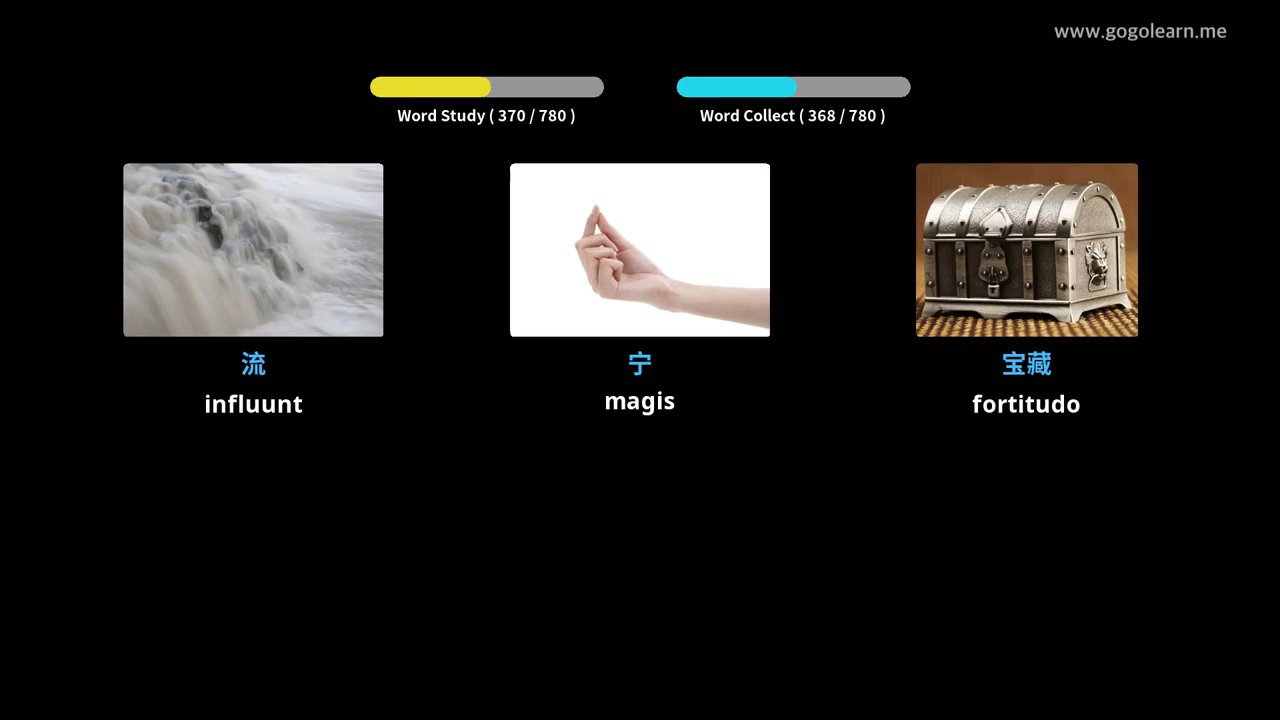 www.gogolearn.me
Word Study ( 370 / 780 )
Word Collect ( 368 / 780 )
流
influunt
宁
magis
宝藏
fortitudo